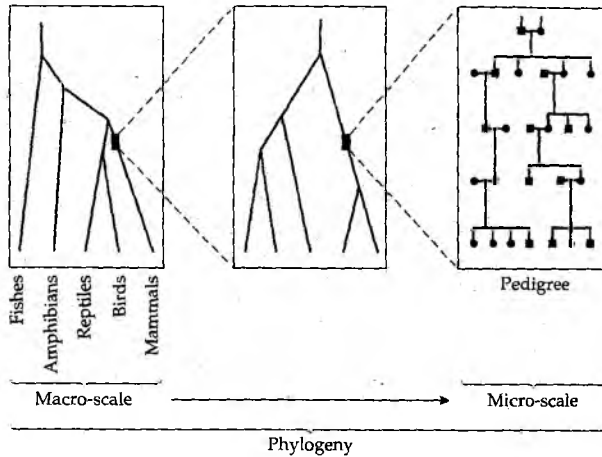 Fishes
Amphibians
Reptiles
Birds
Mammals
Pedigree
Macro-scale
Micro-scale
Phylogeny